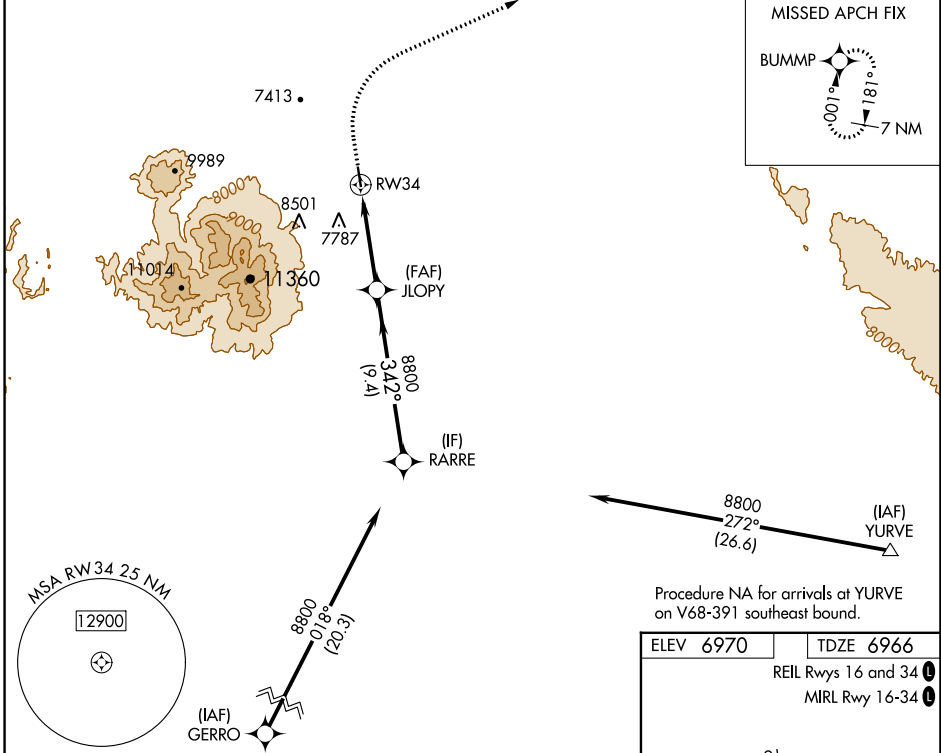 MISSED APCH FIX
BUMMP
001°
181°
7 NM
7413
9989
RW34
8501
7787
8000
9000
11014
11360
(FAF)
JLOPY
8800
342°
(9.4)
8000
(IF)
RARRE
8800
272°
(26.6)
(IAF)
YURVE
MSA RW34 25 NM
12900
8800
018°
(20.3)
(IAF)
GERRO
Procedure NA for arrivals at YURVE
on V68-391 southeast bound.
ELEV 6970
TDZE 6966
REIL Rwys 16 and 34 L
MIRL Rwy 16-34 L